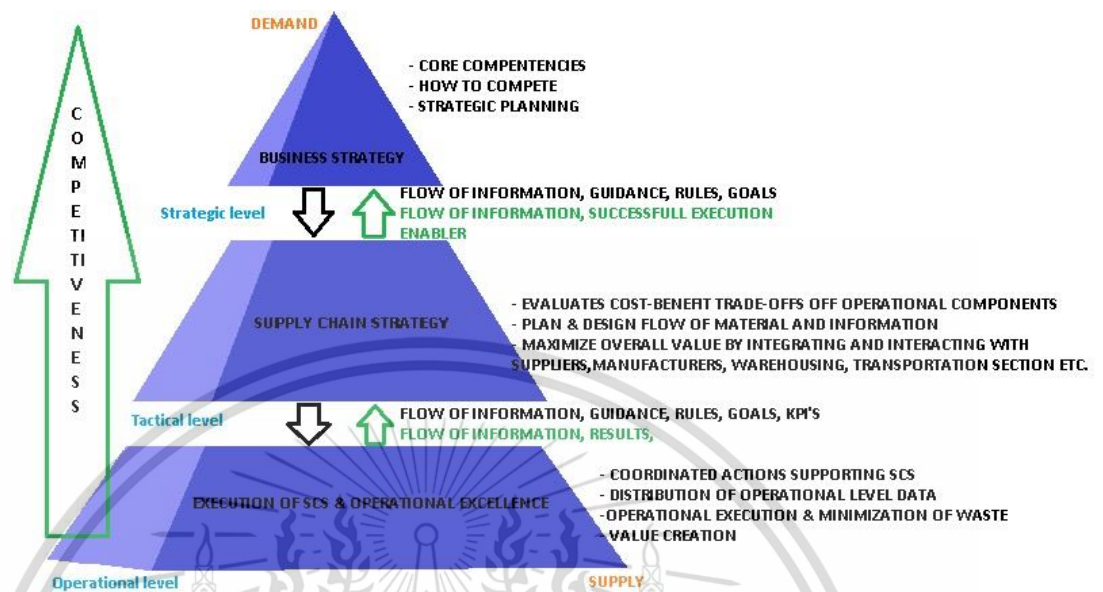 DEMAND
- CORE COMPENTENCIES
- HOW TO COMPETE
- STRATEGIC PLANNING
COMPETITIVENESS
BUSINESS STRATEGY
Strategic level
FLOW OF INFORMATION, GUIDANCE, RULES, GOALS
FLOW OF INFORMATION, SUCCESSFULL EXECUTION
ENABLER
SUPPLY CHAIN STRATEGY
- EVALUATES COST-BENEFIT TRADE-OFFS OFF OPERATIONAL COMPONENTS
- PLAN & DESIGN FLOW OF MATERIAL AND INFORMATION
- MAXIMIZE OVERALL VALUE BY INTEGRATING AND INTERACTING WITH
SUPPLIERS,MANUFACTURERS, WAREHOUSING, TRANSPORTATION SECTION ETC.
Tactical level
FLOW OF INFORMATION, GUIDANCE, RULES, GOALS, KPI'S
FLOW OF INFORMATION, RESULTS,
EXECUTION OF SCS & OPERATIONAL EXCELLENCE
- COORDINATED ACTIONS SUPPORTING SCS
- DISTRIBUTION OF OPERATIONAL LEVEL DATA
-OPERATIONAL EXECUTION & MINIMIZATION OF WASTE
- VALUE CREATION
Operational level
SUPPLY